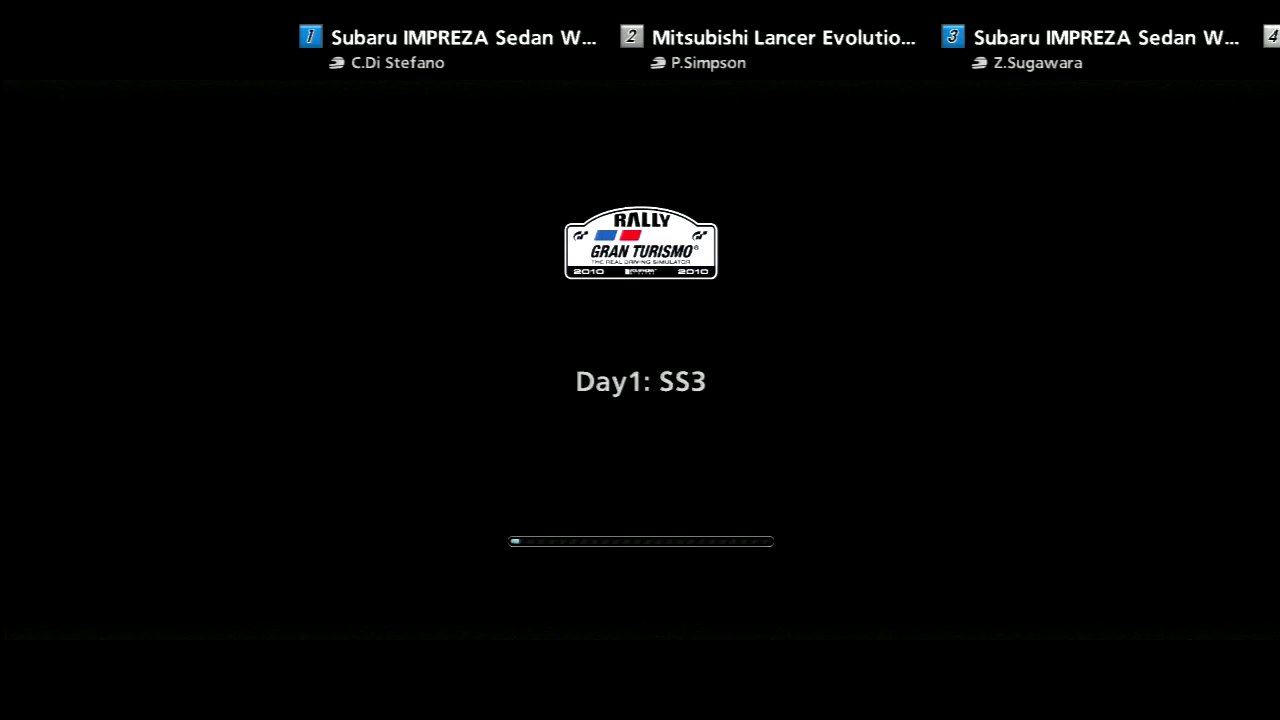 1 Subaru IMPREZA Sedan W... 2 Mitsubishi Lancer Evolutio... 3 Subaru IMPREZA Sedan W... 4
C.Di Stefano P.Simpson Z.Sugawara
RALLY
GRAN TURISMO®
THE REAL DRIVING SIMULATOR
2010 2010
Day1: SS3